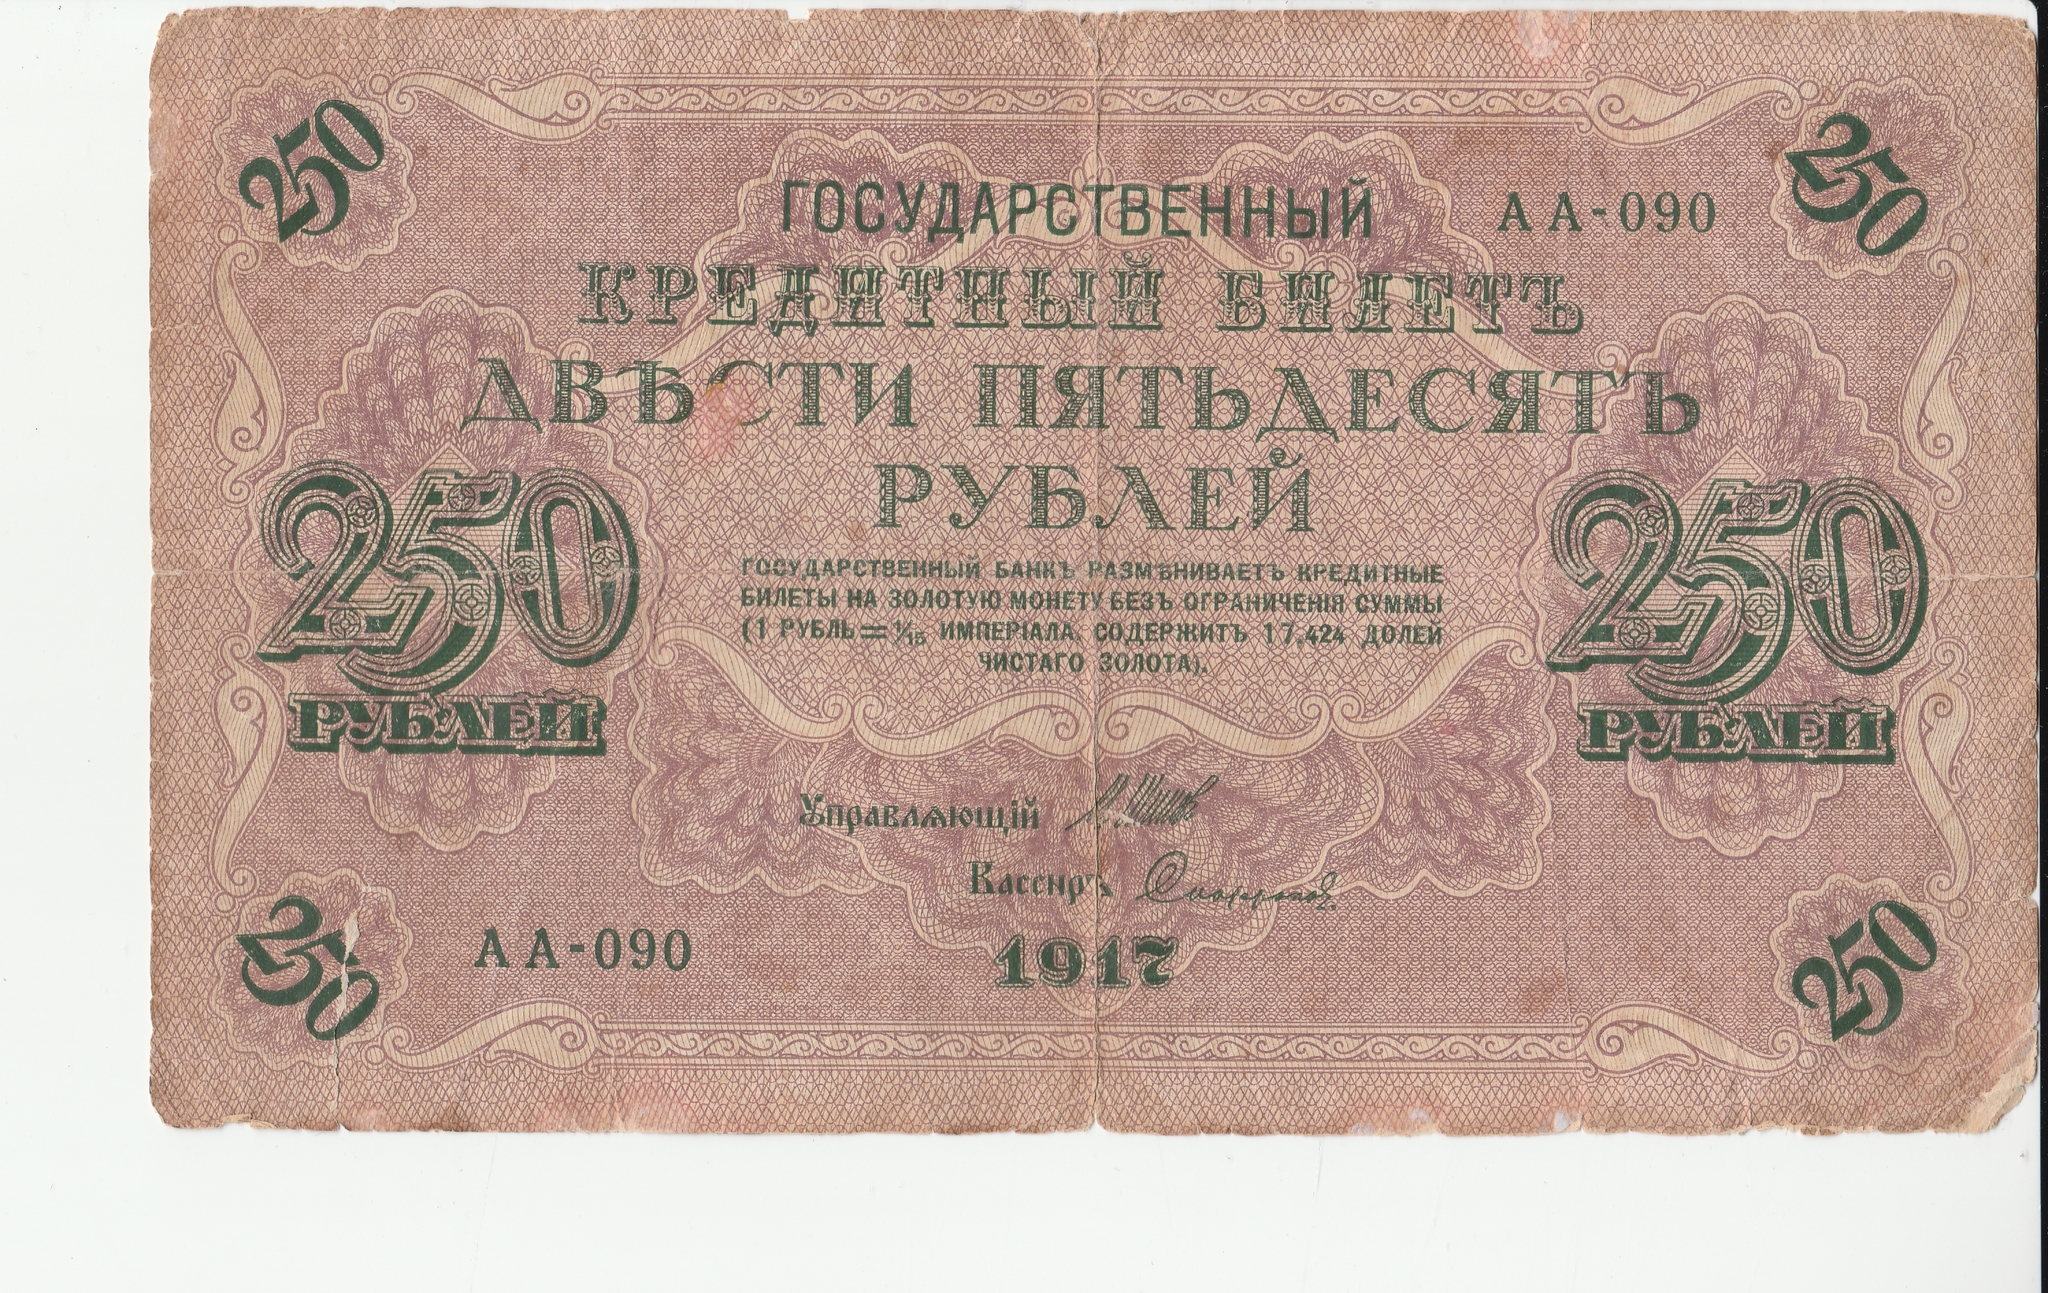 250 250
ГОСУДАРСТВЕННЫЙ АА-090
КРЕДИТНЫЙ БИЛЕТЪ
ДВѢСТИ ПЯТЬДЕСЯТЪ
РУБЛЕЙ
250 250
ГОСУДАРСТВЕННЫЙ БАНКЪ РАЗМѢНИВАЕТЪ КРЕДИТНЫЕ
БИЛЕТЫ НА ЗОЛОТУЮ МОНЕТУ БЕЗЪ ОГРАНИЧЕНІЯ СУММЫ
(1 РУБЛЬ=1/15 ИМПЕРІАЛА, СОДЕРЖИТЪ 17.424 ДОЛЕЙ
ЧИСТАГО ЗОЛОТА).
РУБЛЕЙ РУБЛЕЙ
Управляющій И. Шипов
Кассиръ Сафронов
АА-090 1917
250 250